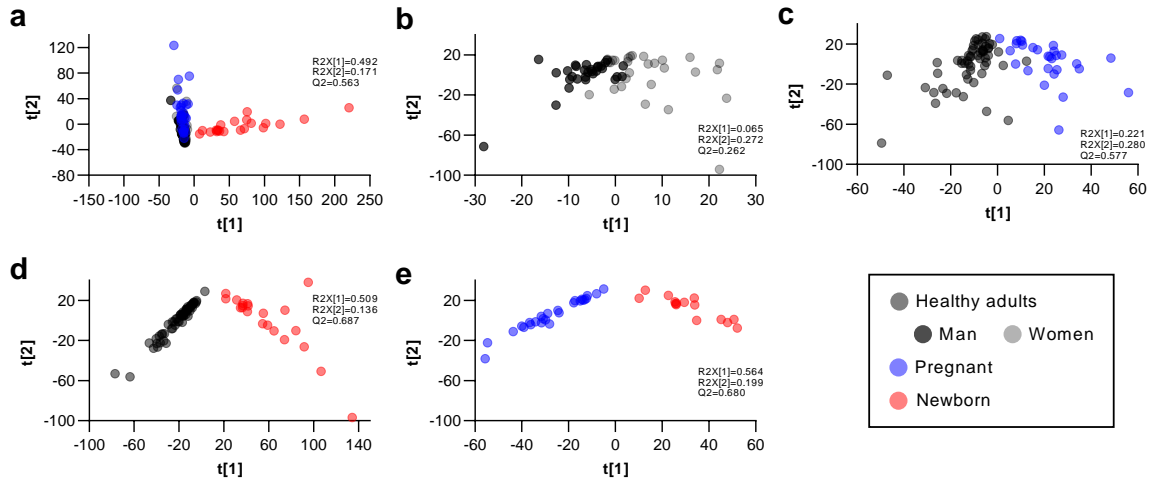 a
120
80
40
0
-40
-80
t[2]
-150
-100
-50
0
50
100
150
200
250
t[1]
R2X[1]=0.492
R2X[2]=0.171
Q2=0.563
b
20
-20
-60
-100
t[2]
-30
-20
-10
0
10
20
30
t[1]
R2X[1]=0.065
R2X[2]=0.272
Q2=0.262
c
20
-20
-60
-100
t[2]
-60
-40
-20
0
20
40
60
t[1]
R2X[1]=0.221
R2X[2]=0.280
Q2=0.577
d
20
-20
-60
-100
t[2]
-100
-60
-20
20
60
100
140
t[1]
R2X[1]=0.509
R2X[2]=0.136
Q2=0.687
e
20
-20
-60
-100
t[2]
-60
-40
-20
0
20
40
60
t[1]
R2X[1]=0.564
R2X[2]=0.199
Q2=0.680
Healthy adults
Man Women
Pregnant
Newborn